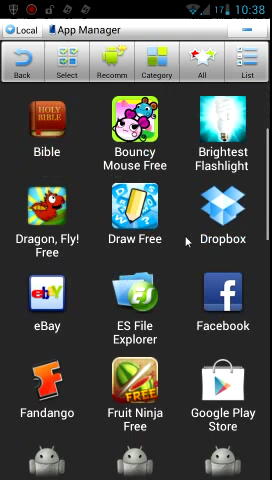 17 10:38
Local App Manager
Back Select Recomm Category All List
HOLY
BIBLE
Bible Bouncy Brightest
Mouse Free Flashlight
Dragon, Fly! Draw Free Dropbox
Free
ebY
ES
eBay ES File Facebook
Explorer
FREE
Fandango Fruit Ninja Google Play
Free Store